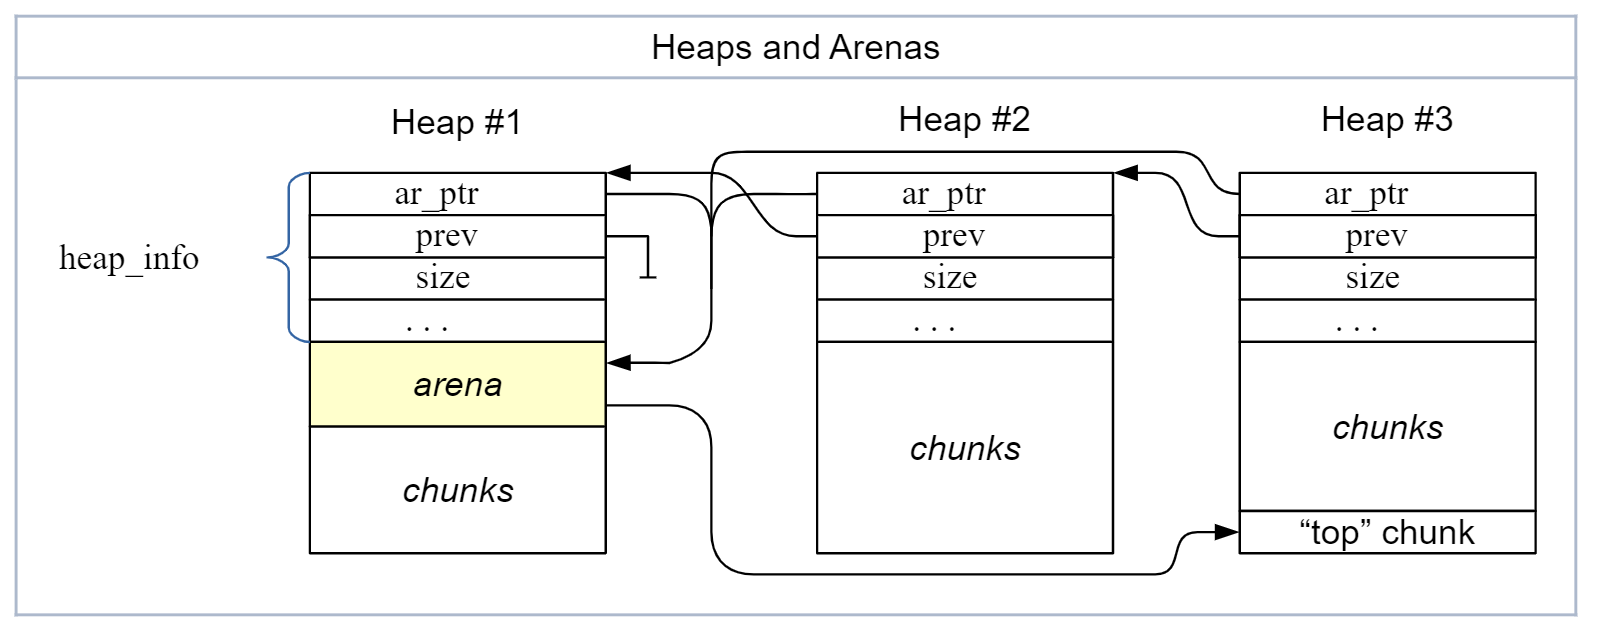 Heaps and Arenas
Heap #1
Heap #2
Heap #3
heap_info
ar_ptr
prev
size
. . .
arena
chunks
ar_ptr
prev
size
. . .
chunks
ar_ptr
prev
size
. . .
chunks
“top” chunk